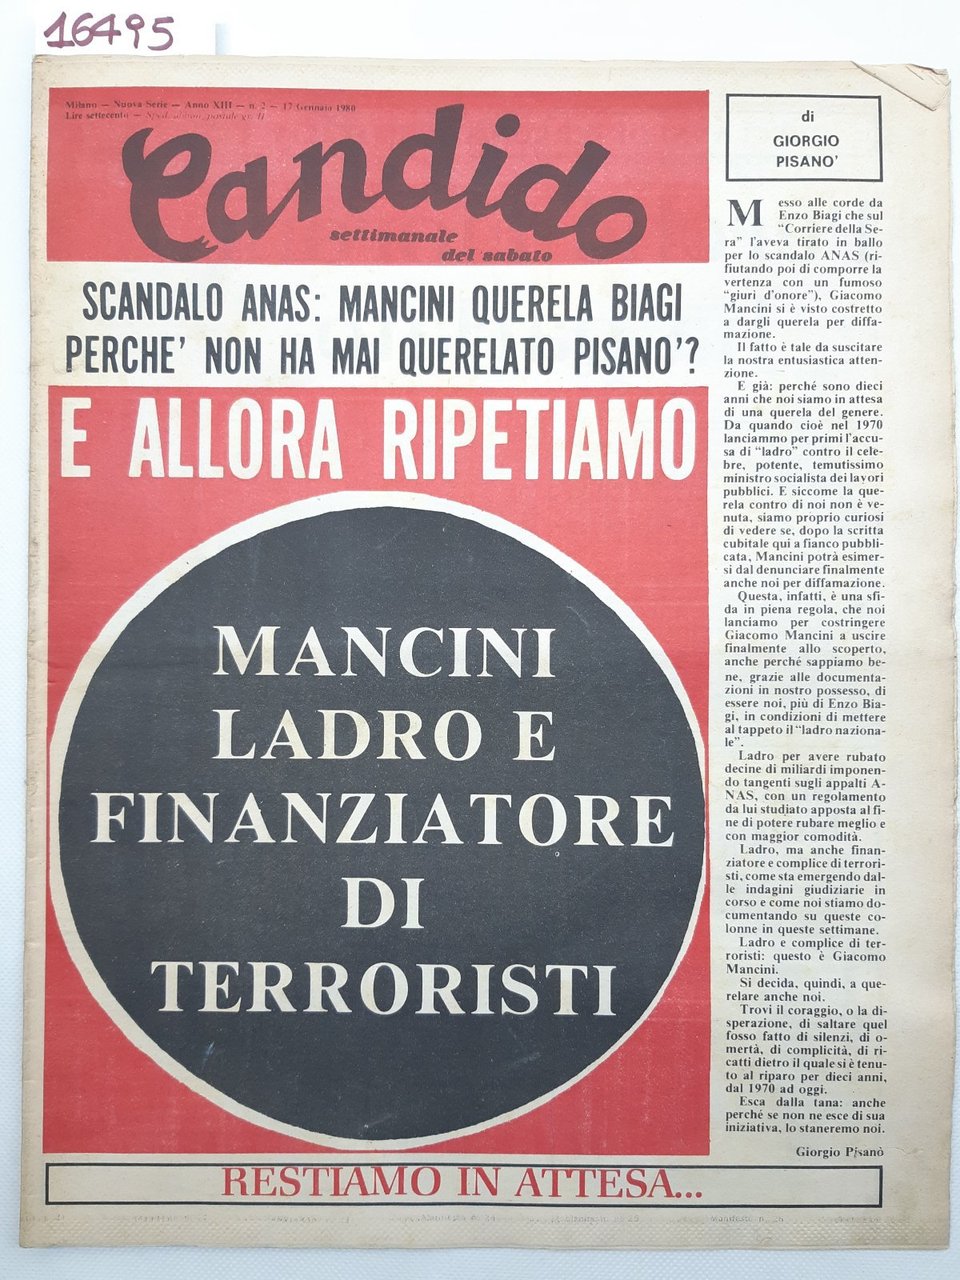 16495
Milano — Nuova Serie — Anno XIII — n. 2 — 17 Gennaio 1980
Lire settecento — Sped. abbon. postale gr. II
Candido
settimanale
del sabato
SCANDALO ANAS: MANCINI QUERELA BIAGI
PERCHE' NON HA MAI QUERELATO PISANO'?
E ALLORA RIPETIAMO
MANCINI
LADRO E
FINANZIATORE
DI
TERRORISTI
di
GIORGIO
PISANO'
Messo alle corde da
Enzo Biagi che sul
"Corriere della Se-
ra" l'aveva tirato in ballo
per lo scandalo ANAS (ri-
fiutando poi di comporre la
vertenza con un fumoso
"giuri d'onore"), Giacomo
Mancini si è visto costretto
a dargli querela per diffa-
mazione.
Il fatto è tale da suscitare
la nostra entusiastica atten-
zione.
E già: perché sono dieci
anni che noi siamo in attesa
di una querela del genere.
Da quando cioè nel 1970
lanciammo per primi l'accu-
sa di "ladro" contro il cele-
bre, potente, temutissimo
ministro socialista dei lavori
pubblici. E siccome la que-
rela contro di noi non è ve-
nuta, siamo proprio curiosi
di vedere se, dopo la scritta
cubitale qui a fianco pubbli-
cata, Mancini potrà esimer-
si dal denunciare finalmente
anche noi per diffamazione.
Questa, infatti, è una sfi-
da in piena regola, che noi
lanciamo per costringere
Giacomo Mancini a uscire
finalmente allo scoperto,
anche perché sappiamo be-
ne, grazie alle documenta-
zioni in nostro possesso, di
essere noi, più di Enzo Bia-
gi, in condizioni di mettere
al tappeto il "ladro naziona-
le".
Ladro per avere rubato
decine di miliardi imponen-
do tangenti sugli appalti A-
NAS, con un regolamento
da lui studiato apposta al fi-
ne di potere rubare meglio e
con maggior comodità.
Ladro, ma anche finan-
ziatore e complice di terrori-
sti, come sta emergendo dal-
le indagini giudiziarie in
corso e come noi stiamo do-
cumentando su queste co-
lonne in queste settimane.
Ladro e complice di ter-
roristi: questo è Giacomo
Mancini.
Si decida, quindi, a que-
relare anche noi.
Trovi il coraggio, o la di-
sperazione, di saltare quel
fosso fatto di silenzi, di o-
mertà, di complicità, di ri-
catti dietro il quale si è tenu-
to al riparo per dieci anni,
dal 1970 ad oggi.
Esca dalla tana: anche
perché se non ne esce di sua
iniziativa, lo staneremo noi.
Giorgio Pisanò
RESTIAMO IN ATTESA...